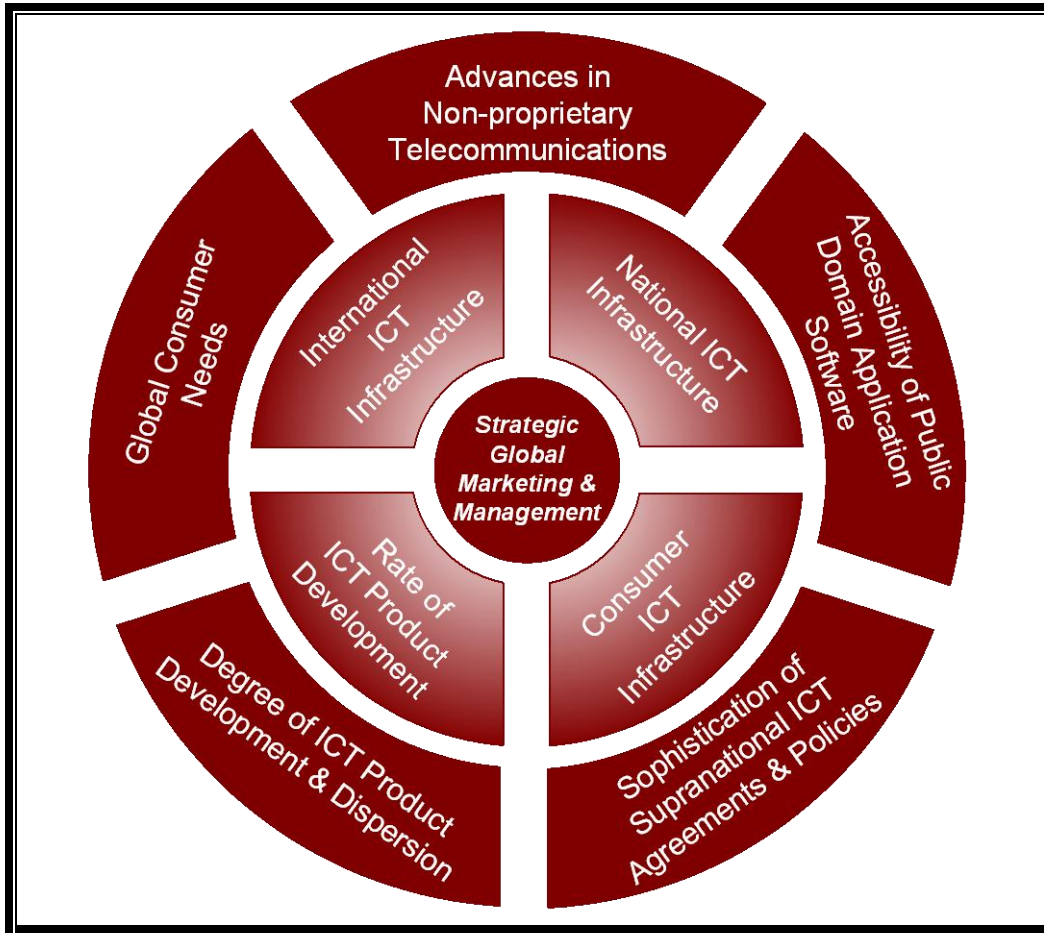 Advances in
Non-proprietary
Telecommunications
Accessibility of Public
Domain Application
Software
Sophistication of
Supranational ICT
Agreements & Policies
Degree of ICT Product
Development & Dispersion
Global Consumer
Needs
International
ICT
Infrastructure
National ICT
Infrastructure
Consumer
ICT
Infrastructure
Rate of
ICT Product
Development
Strategic
Global
Marketing &
Management